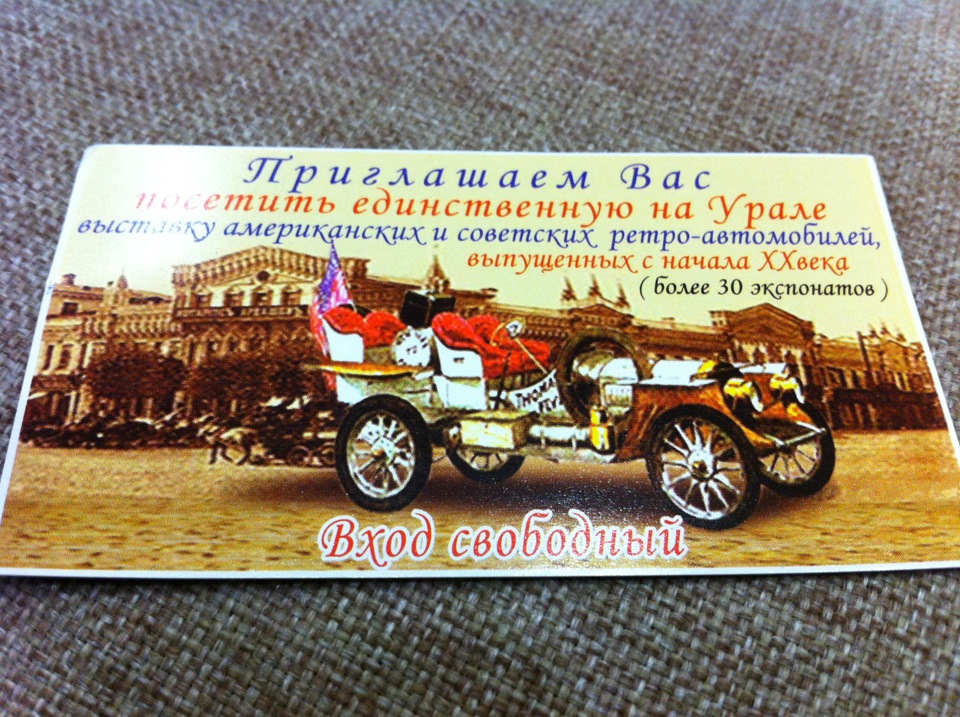 Приглашаем Вас
посетить единственную на Урале
выставку американских и советских ретро-автомобилей,
выпущенных с начала XXвека
( более 30 экспонатов )
Вход свободный